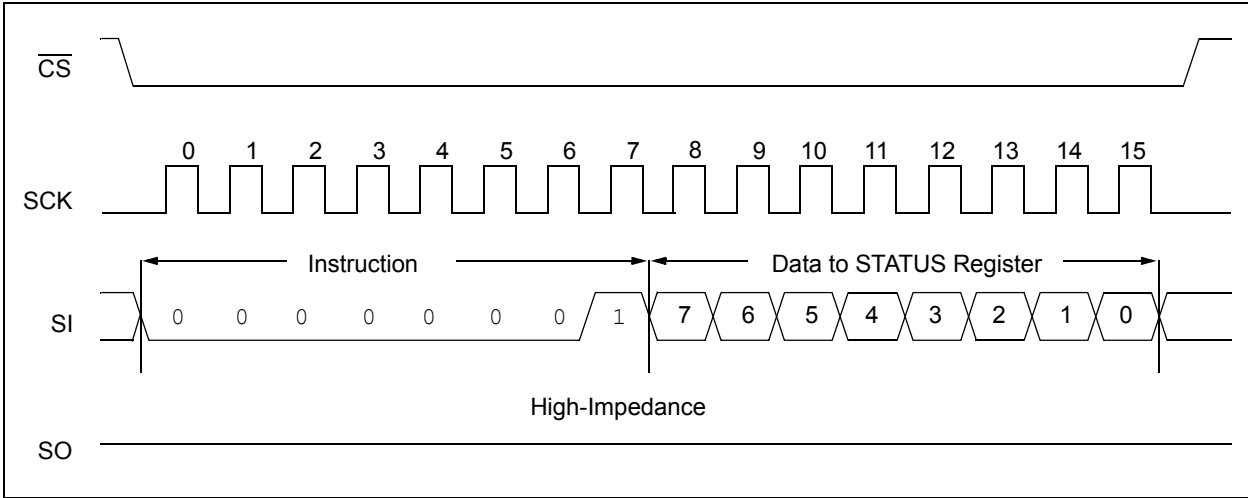 CS
0 1 2 3 4 5 6 7 8 9 10 11 12 13 14 15
SCK
Instruction Data to STATUS Register
SI 0 0 0 0 0 0 0 1 7 6 5 4 3 2 1 0
High-Impedance
SO